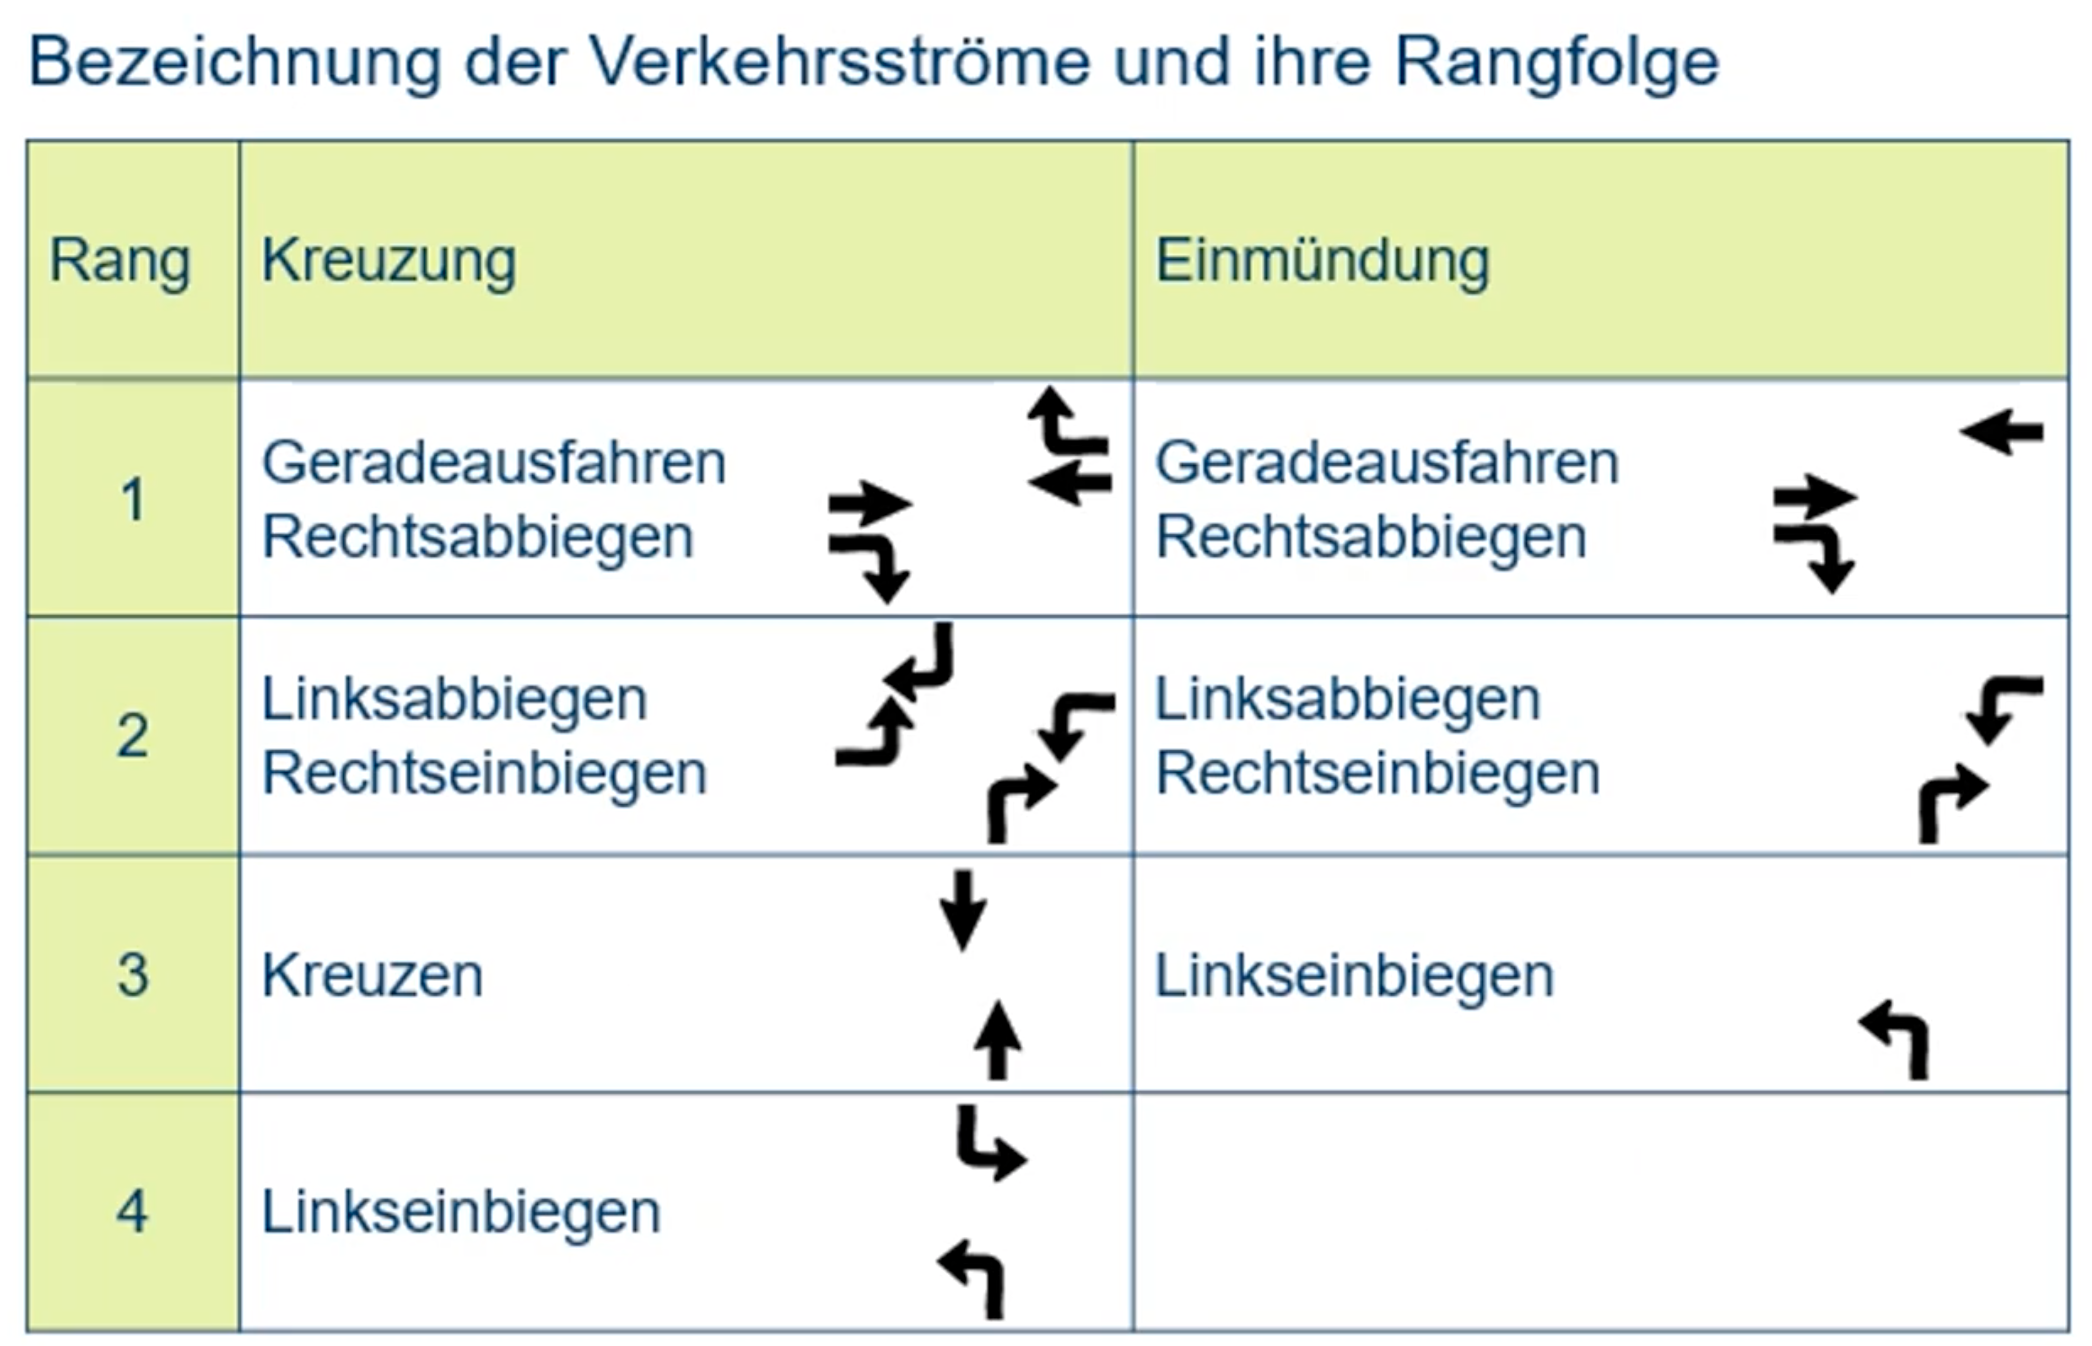 Bezeichnung der Verkehrsströme und ihre Rangfolge
Rang
Kreuzung
Einmündung
1
Geradeausfahren
Rechtsabbiegen
Geradeausfahren
Rechtsabbiegen
2
Linksabbiegen
Rechtseinbiegen
Linksabbiegen
Rechtseinbiegen
3
Kreuzen
Linkseinbiegen
4
Linkseinbiegen